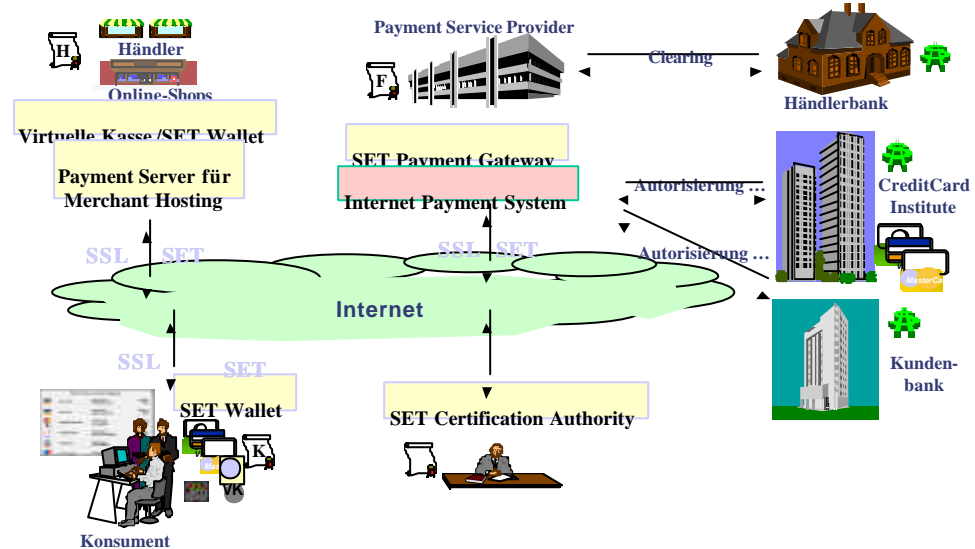 H
Händler
Online-Shops
Virtuelle Kasse /SET Wallet
Payment Server für
Merchant Hosting
SSL
SET
Payment Service Provider
F
SET Payment Gateway
Internet Payment System
SSL
SET
Clearing
Händlerbank
Autorisierung …
CreditCard
Institute
Autorisierung …
Kunden-
bank
Internet
SSL
SET
SET Wallet
K
VK
Konsument
SET Certification Authority